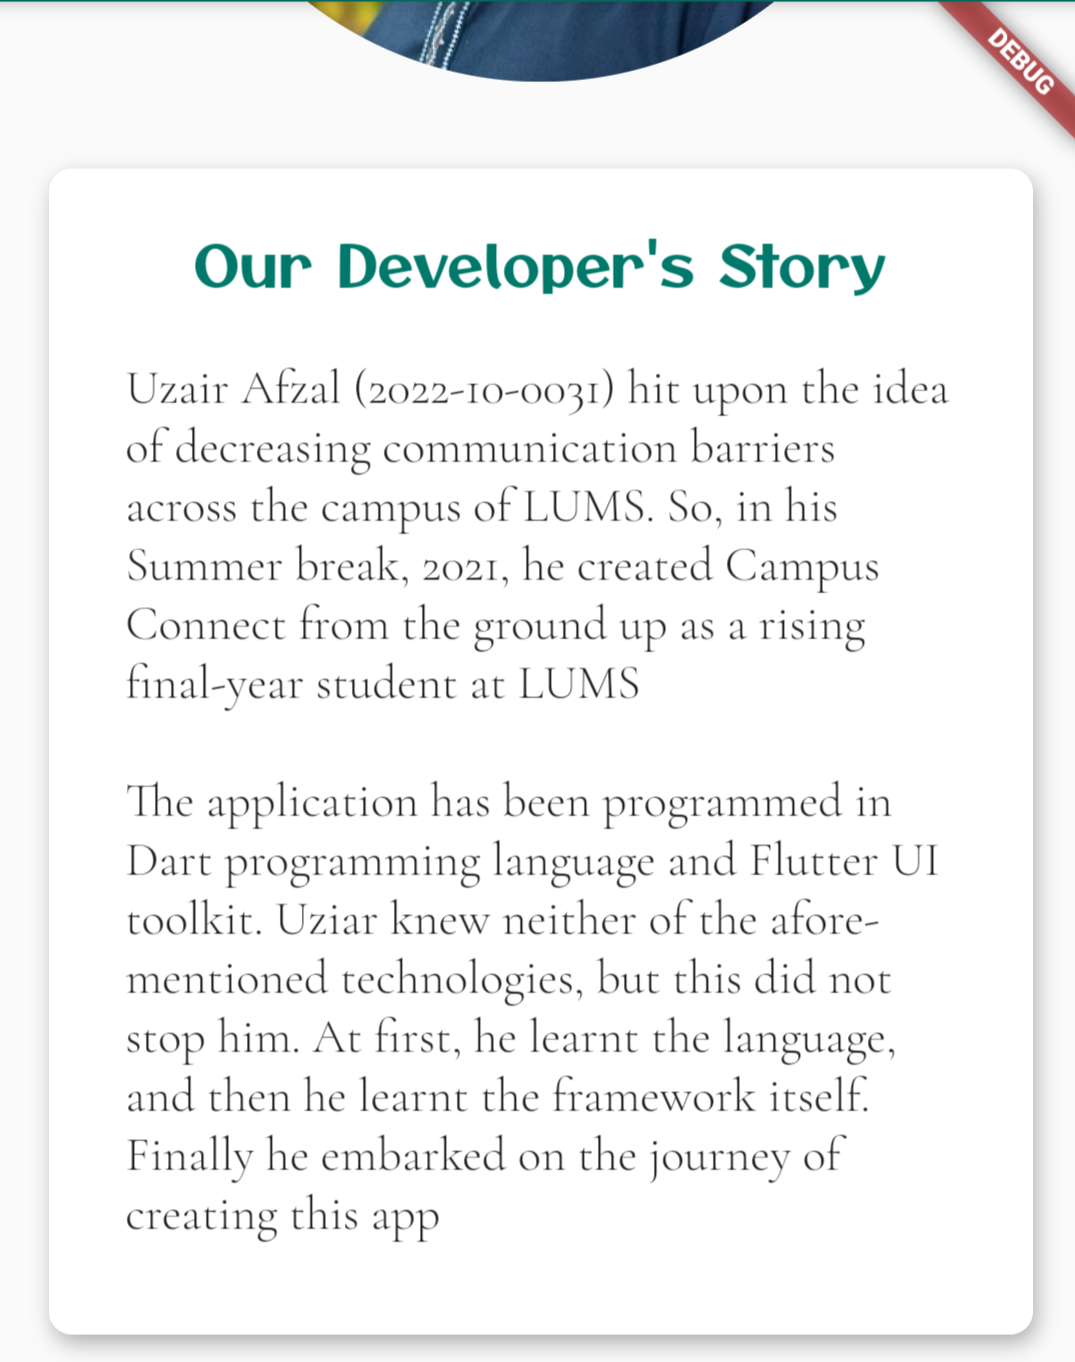 DEBUG
Our Developer's Story
Uzair Afzal (2022-10-0031) hit upon the idea
of decreasing communication barriers
across the campus of LUMS. So, in his
Summer break, 2021, he created Campus
Connect from the ground up as a rising
final-year student at LUMS
The application has been programmed in
Dart programming language and Flutter UI
toolkit. Uziar knew neither of the afore-
mentioned technologies, but this did not
stop him. At first, he learnt the language,
and then he learnt the framework itself.
Finally he embarked on the journey of
creating this app